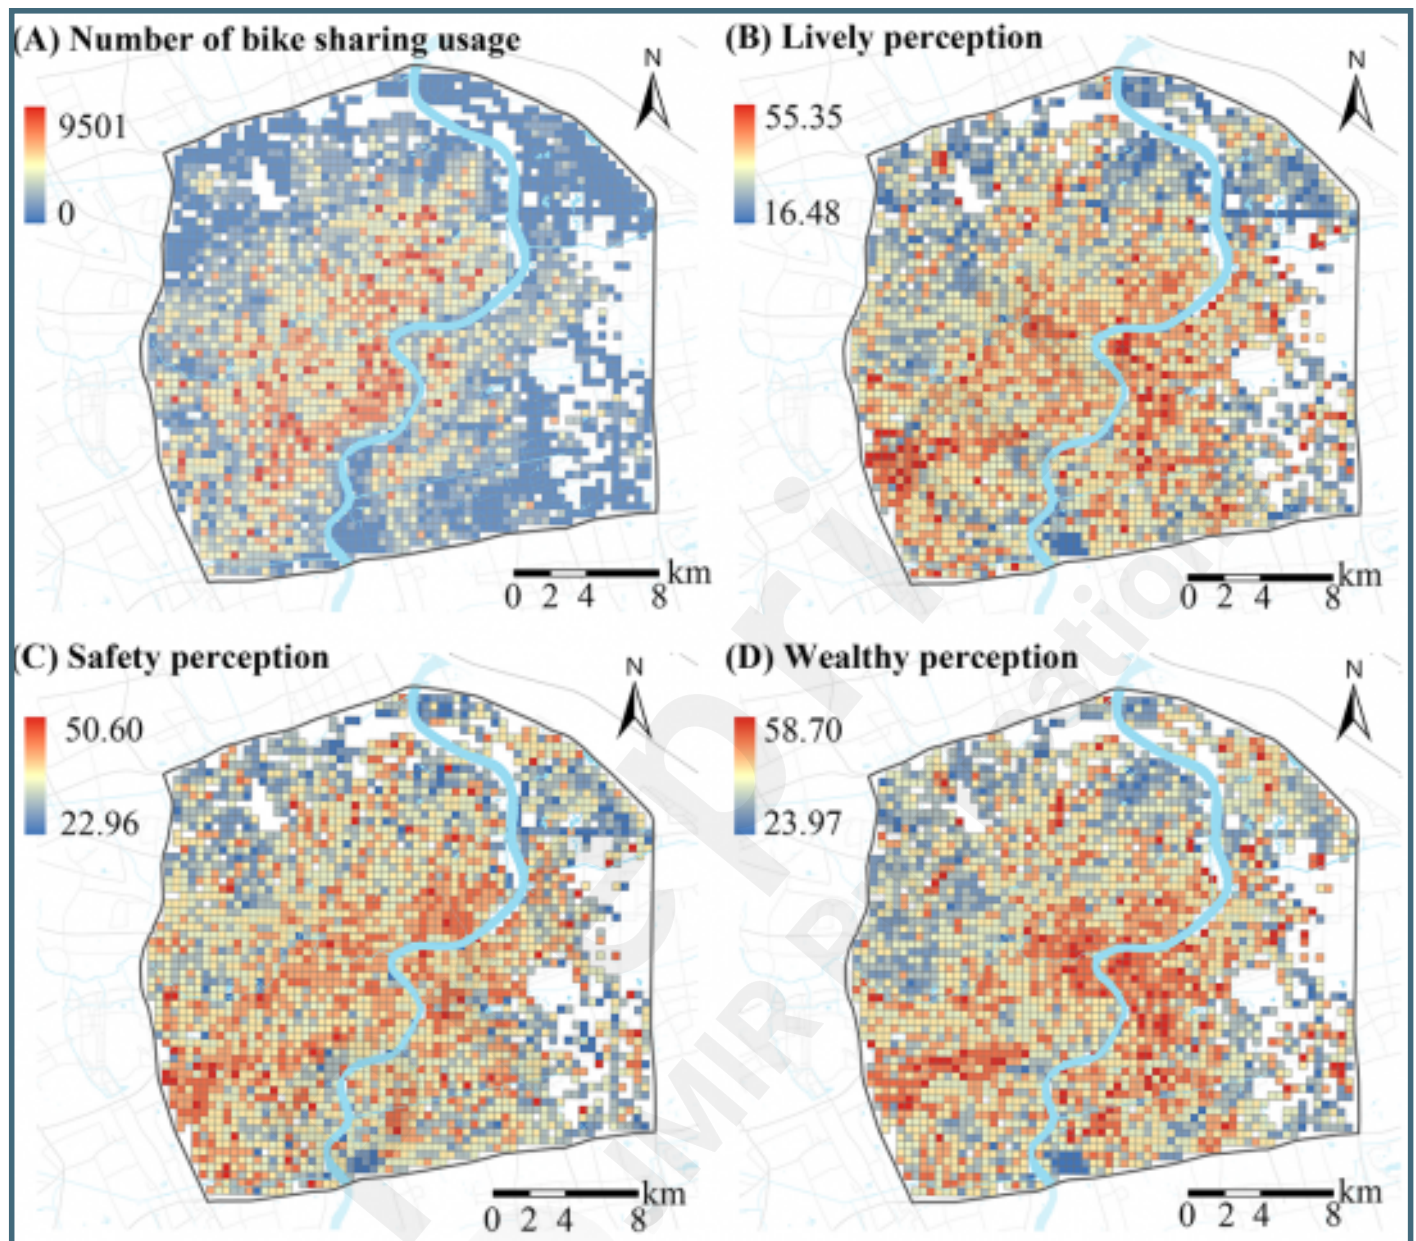 (A) Number of bike sharing usage
N
9501
0
km
0 2 4 8
(B) Lively perception
N
55.35
16.48
km
0 2 4 8
(C) Safety perception
N
50.60
22.96
km
0 2 4 8
(D) Wealthy perception
N
58.70
23.97
km
0 2 4 8